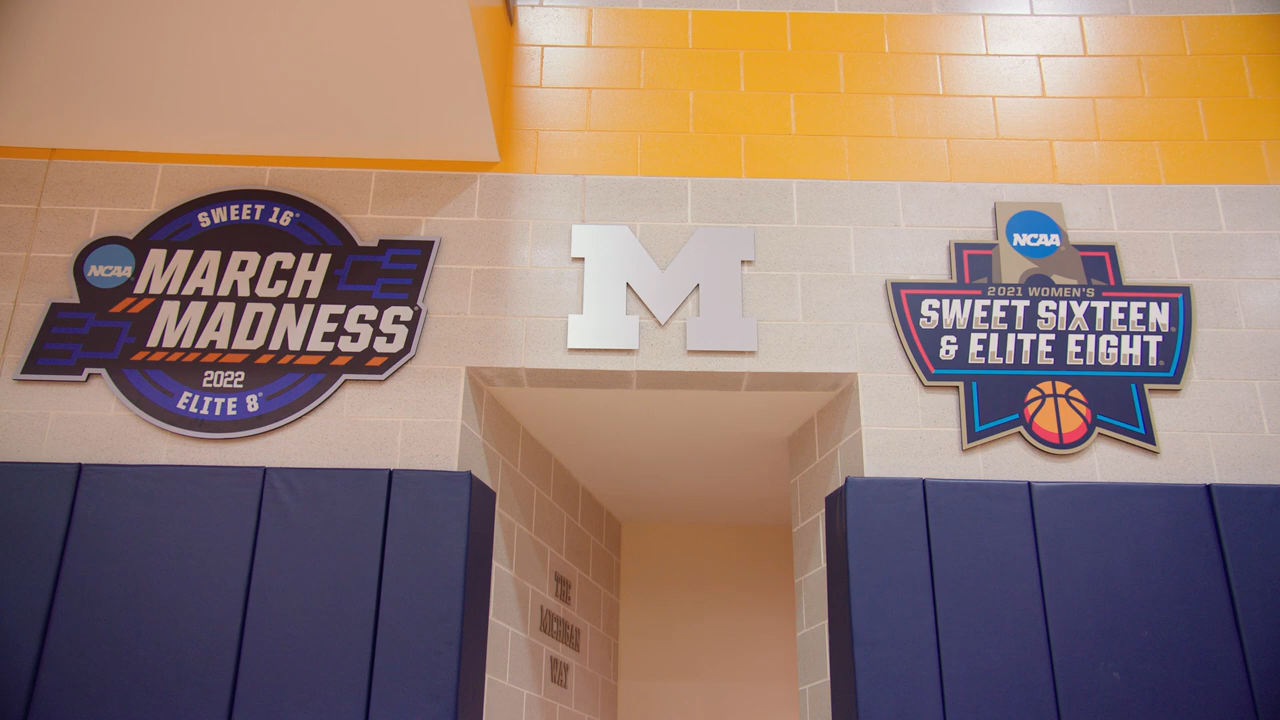 SWEET 16®
NCAA
MARCH
MADNESS®
2022
ELITE 8®
M
NCAA
2021 WOMEN'S
SWEET SIXTEEN®
& ELITE EIGHT®
THE
MICHIGAN
WAY